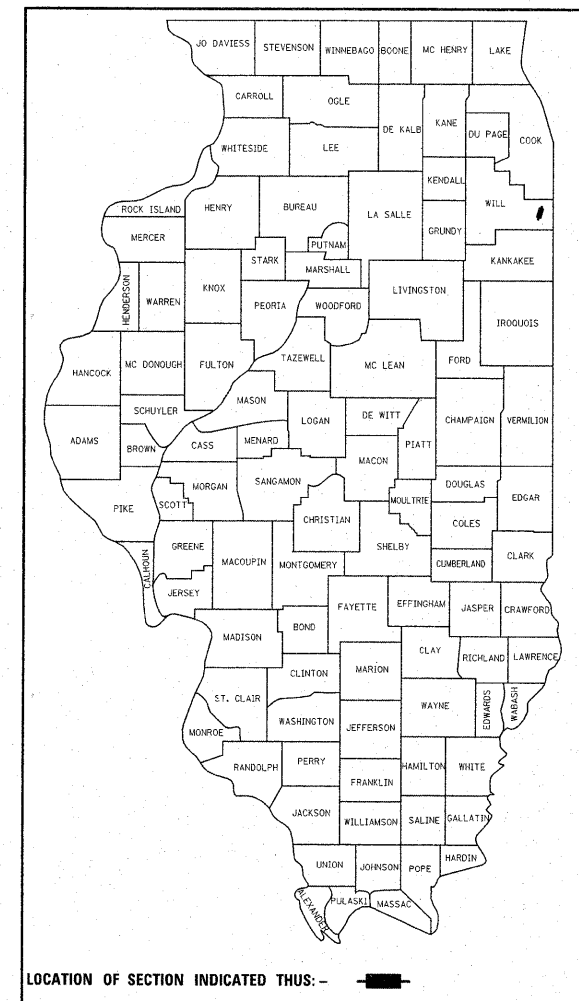 JO DAVIESS STEVENSON WINNEBAGO BOONE MC HENRY LAKE
CARROLL OGLE DE KALB KANE DU PAGE COOK
WHITESIDE LEE
KENDALL WILL
ROCK ISLAND HENRY BUREAU LA SALLE GRUNDY
MERCER PUTNAM KANKAKEE
STARK MARSHALL
HENDERSON WARREN KNOX PEORIA WOODFORD LIVINGSTON IROQUOIS
HANCOCK MC DONOUGH FULTON TAZEWELL MC LEAN FORD
SCHUYLER MASON LOGAN DE WITT CHAMPAIGN VERMILION
ADAMS BROWN CASS MENARD MACON PIATT
PIKE SCOTT MORGAN SANGAMON CHRISTIAN MOULTRIE DOUGLAS EDGAR
COLES
CALHOUN GREENE MACOUPIN MONTGOMERY SHELBY CUMBERLAND CLARK
JERSEY FAYETTE EFFINGHAM JASPER CRAWFORD
MADISON BOND
CLAY RICHLAND LAWRENCE
CLINTON MARION
ST. CLAIR WAYNE EDWARDS WABASH
WASHINGTON JEFFERSON
MONROE
RANDOLPH PERRY HAMILTON WHITE
FRANKLIN
JACKSON WILLIAMSON SALINE GALLATIN
UNION JOHNSON POPE HARDIN
ALEXANDER PULASKI MASSAC
LOCATION OF SECTION INDICATED THUS: -